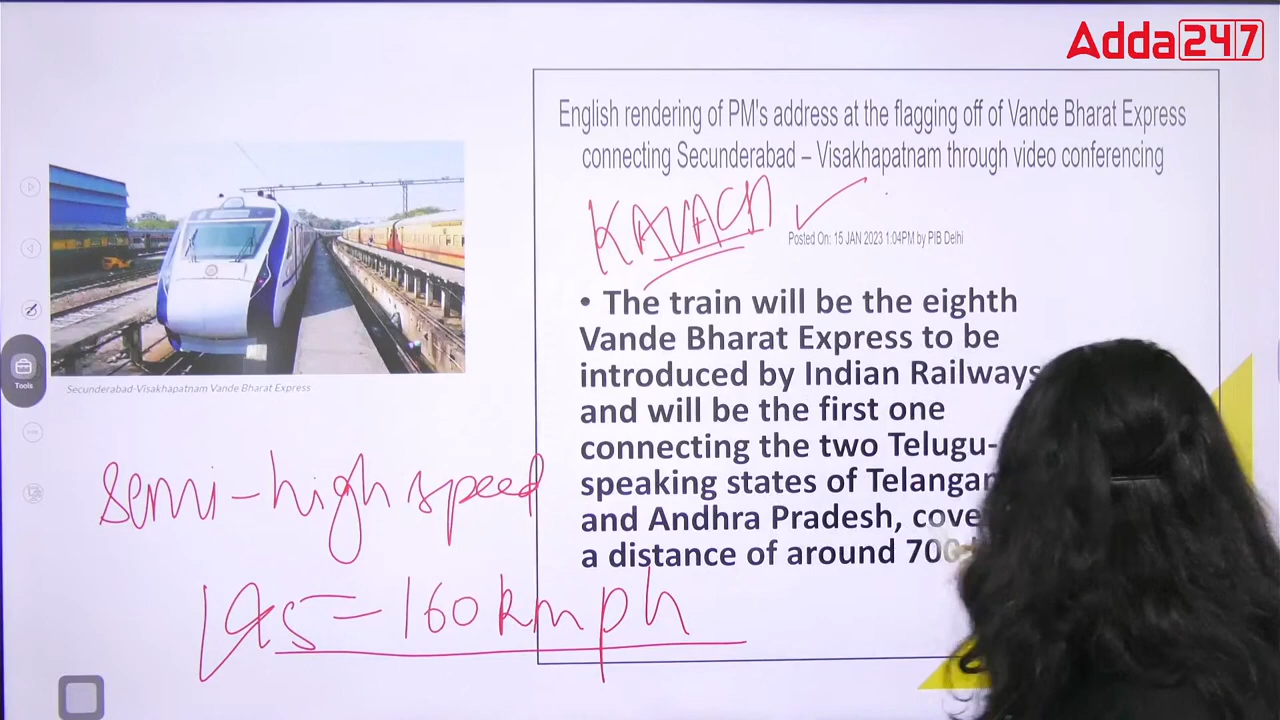 Adda247
English rendering of PM's address at the flagging off of Vande Bharat Express
connecting Secunderabad – Visakhapatnam through video conferencing
KAVACH
Posted On: 15 JAN 2023 1:04PM by PIB Delhi
• The train will be the eighth
Vande Bharat Express to be
introduced by Indian Railways
and will be the first one
connecting the two Telugu-
speaking states of
and Andhra Pradesh,
a distance of around
Tools
Secunderabad-Visakhapatnam Vande Bharat Express
semi-high speed
160 kmph